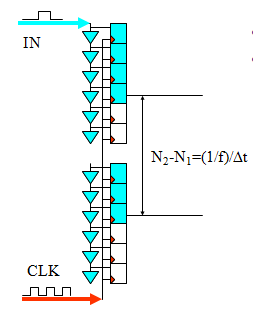 IN
N₂-N₁=(1/f)/Δt
CLK